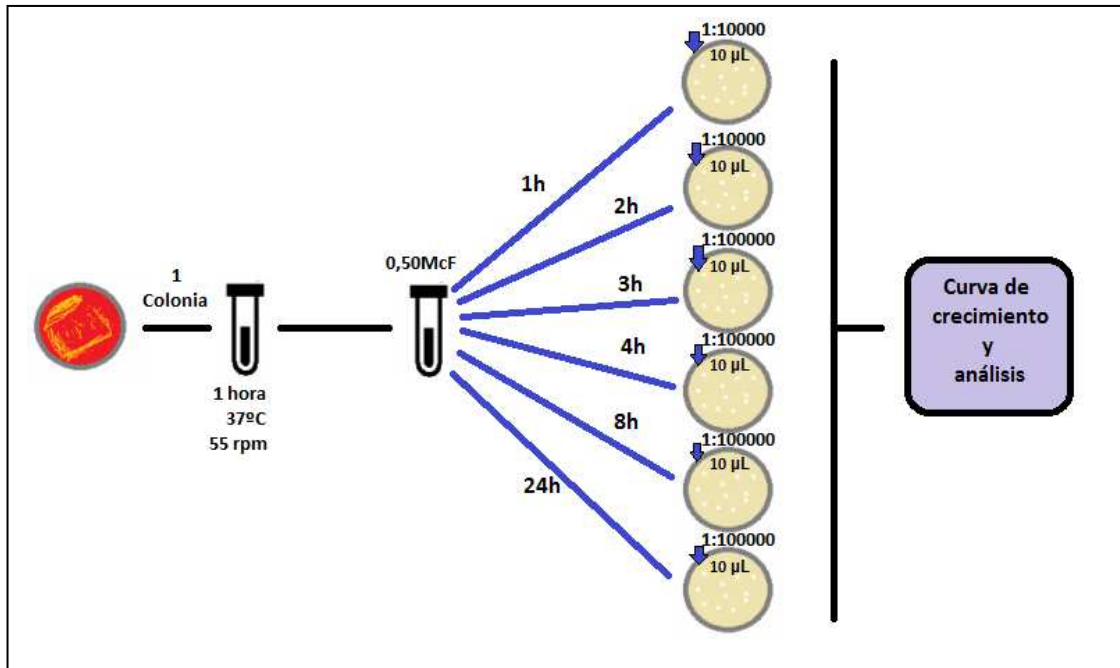 1
Colonia
1 hora
37ºC
55 rpm
0,50McF
1h
2h
3h
4h
8h
24h
1:10000
10 µL
1:10000
10 µL
1:100000
10 µL
1:100000
10 µL
1:100000
10 µL
1:100000
10 µL
Curva de
crecimiento
y
análisis